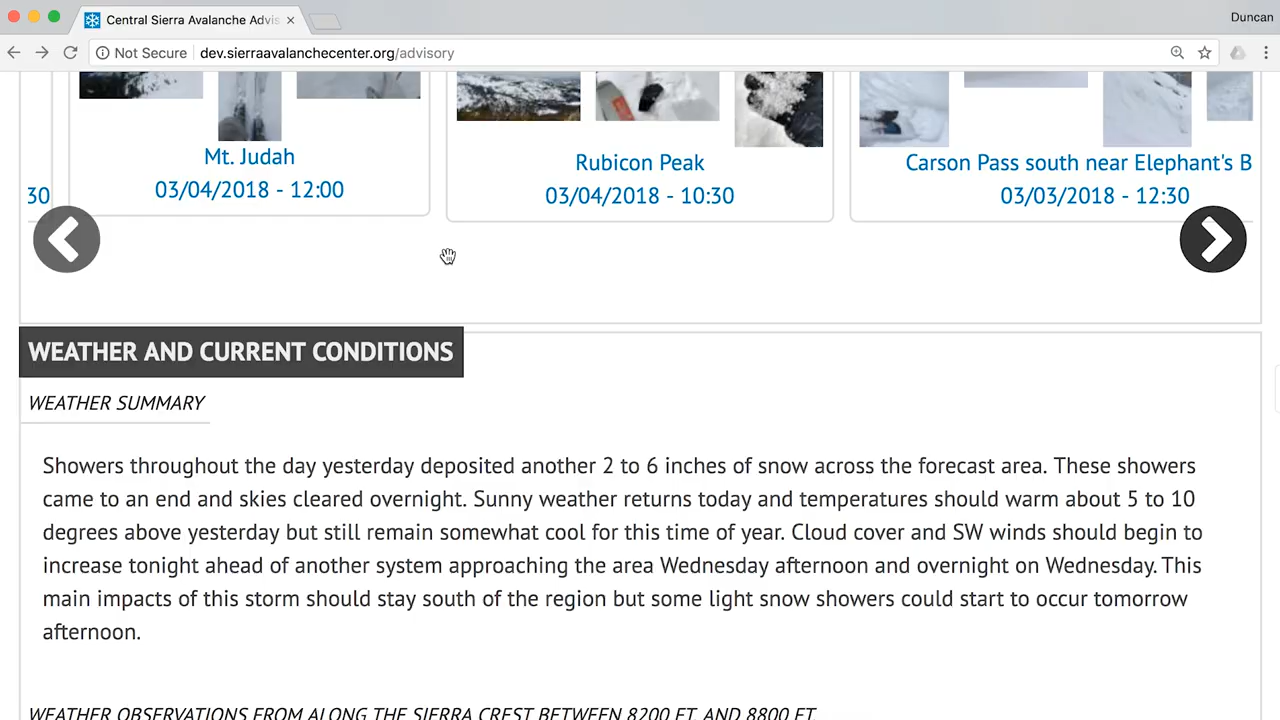 Central Sierra Avalanche Advis
Duncan
Not Secure dev.sierraavalanchecenter.org/advisory
Mt. Judah
03/04/2018 - 12:00
Rubicon Peak
03/04/2018 - 10:30
Carson Pass south near Elephant's B
03/03/2018 - 12:30
30
WEATHER AND CURRENT CONDITIONS
WEATHER SUMMARY
Showers throughout the day yesterday deposited another 2 to 6 inches of snow across the forecast area. These showers
came to an end and skies cleared overnight. Sunny weather returns today and temperatures should warm about 5 to 10
degrees above yesterday but still remain somewhat cool for this time of year. Cloud cover and SW winds should begin to
increase tonight ahead of another system approaching the area Wednesday afternoon and overnight on Wednesday. This
main impacts of this storm should stay south of the region but some light snow showers could start to occur tomorrow
afternoon.
WEATHER OBSERVATIONS FROM ALONG THE SIERRA CREST BETWEEN 8200 FT. AND 8800 FT.